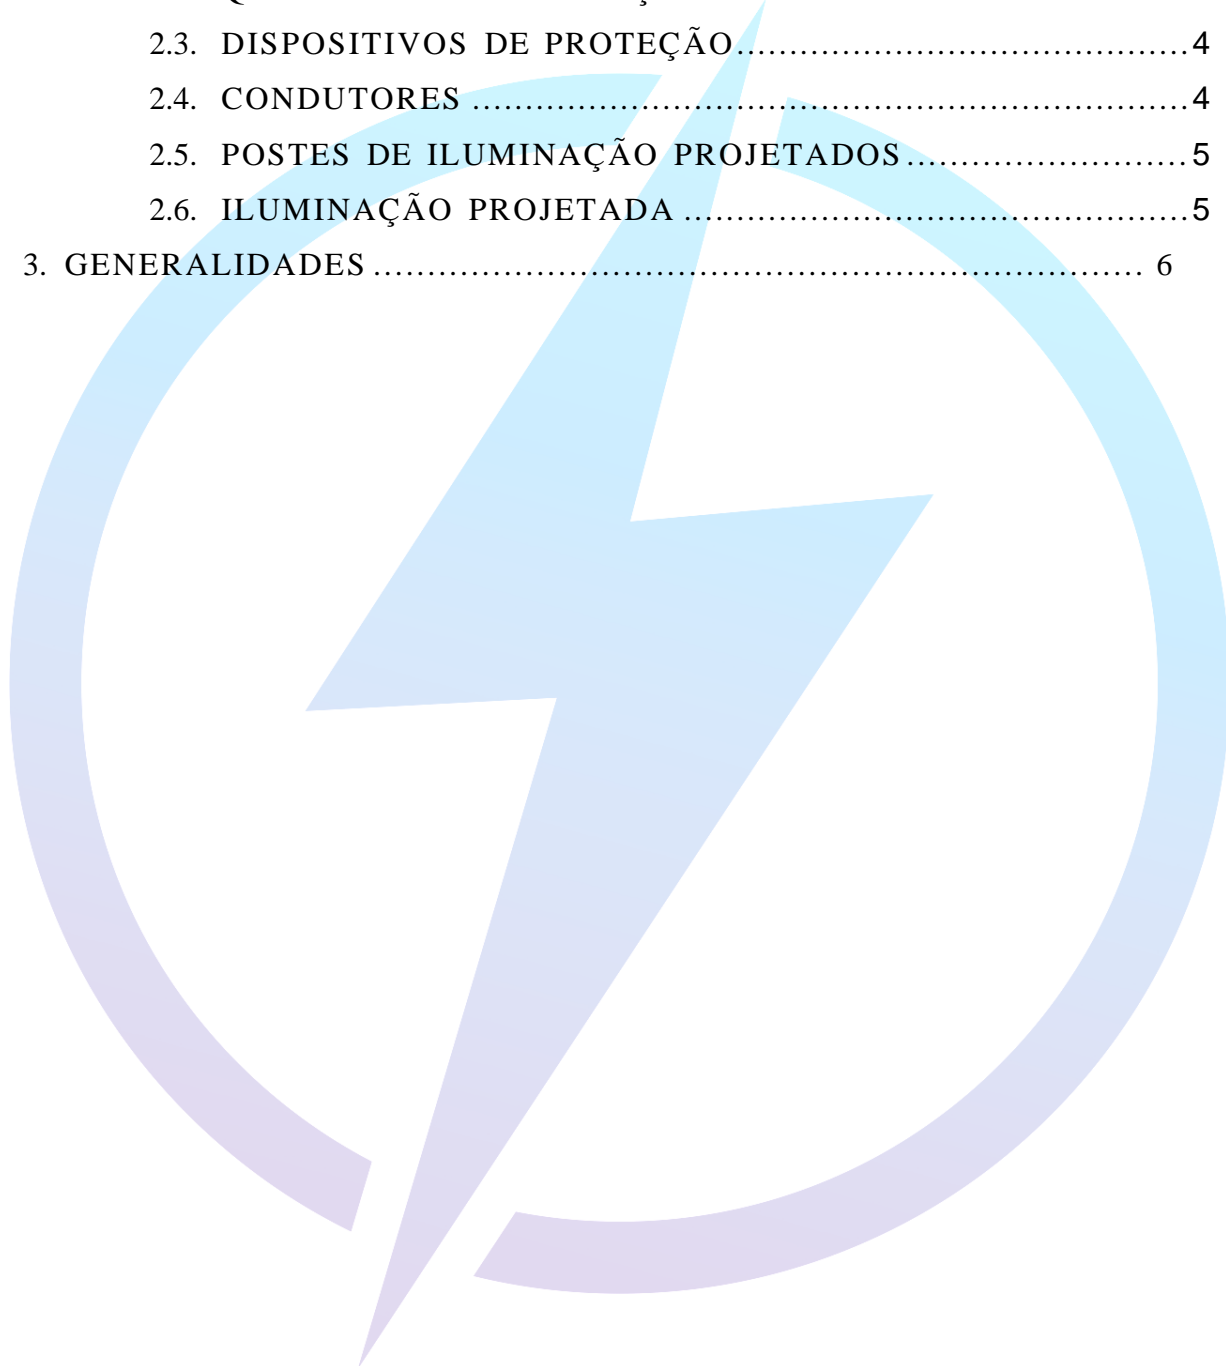 2.3. DISPOSITIVOS DE PROTEÇÃO........................................4
2.4. CONDUTORES ................................................................4
2.5. POSTES DE ILUMINAÇÃO PROJETADOS........................5
2.6. ILUMINAÇÃO PROJETADA ............................................5
3. GENERALIDADES ............................................................ 6